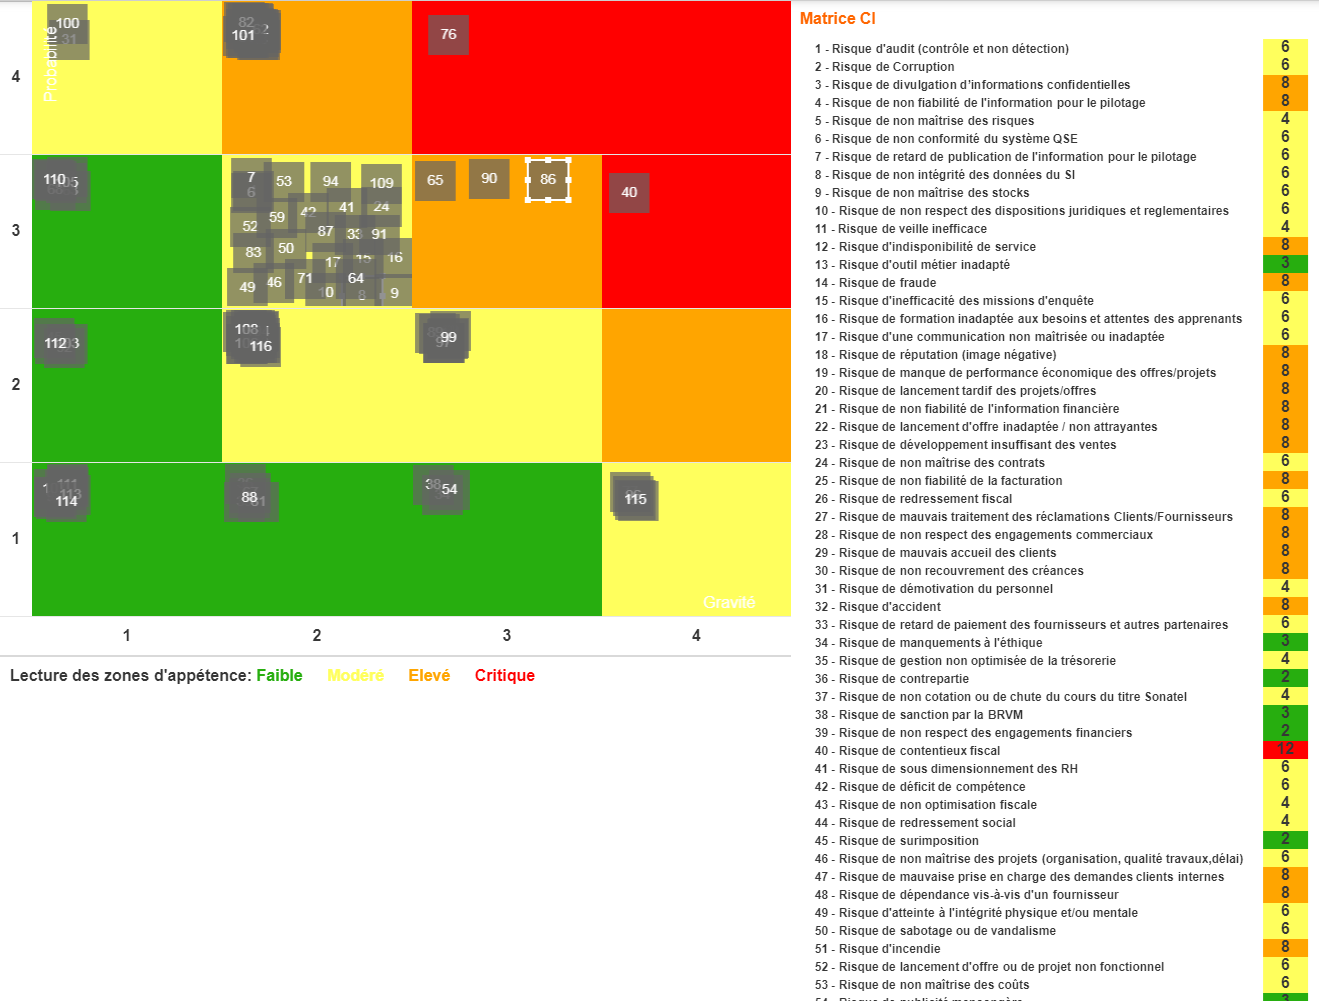 100
31
82
2
101
76
Probabilité
4
110
7
6
53
94
109
65
90
86
40
59
42
41
24
52
87
33
91
3
83
50
17
16
49
46
71
10
64
8
9
112
3
108
116
99
2
111
113
114
88
38
54
115
1
Gravité
1
2
3
4
Lecture des zones d'appétence: Faible Modéré Elevé Critique
Matrice CI
1 - Risque d'audit (contrôle et non détection) 6
2 - Risque de Corruption 6
3 - Risque de divulgation d'informations confidentielles 8
4 - Risque de non fiabilité de l'information pour le pilotage 8
5 - Risque de non maîtrise des risques 4
6 - Risque de non conformité du système QSE 6
7 - Risque de retard de publication de l'information pour le pilotage 6
8 - Risque de non intégrité des données du SI 6
9 - Risque de non maîtrise des stocks 6
10 - Risque de non respect des dispositions juridiques et reglementaires 6
11 - Risque de veille inefficace 4
12 - Risque d'indisponibilité de service 8
13 - Risque d'outil métier inadapté 3
14 - Risque de fraude 8
15 - Risque d'inefficacité des missions d'enquête 6
16 - Risque de formation inadaptée aux besoins et attentes des apprenants 6
17 - Risque d'une communication non maîtrisée ou inadaptée 6
18 - Risque de réputation (image négative) 8
19 - Risque de manque de performance économique des offres/projets 8
20 - Risque de lancement tardif des projets/offres 8
21 - Risque de non fiabilité de l'information financière 8
22 - Risque de lancement d'offre inadaptée / non attrayantes 8
23 - Risque de développement insuffisant des ventes 8
24 - Risque de non maîtrise des contrats 6
25 - Risque de non fiabilité de la facturation 8
26 - Risque de redressement fiscal 6
27 - Risque de mauvais traitement des réclamations Clients/Fournisseurs 8
28 - Risque de non respect des engagements commerciaux 8
29 - Risque de mauvais accueil des clients 8
30 - Risque de non recouvrement des créances 8
31 - Risque de démotivation du personnel 4
32 - Risque d'accident 8
33 - Risque de retard de paiement des fournisseurs et autres partenaires 6
34 - Risque de manquements à l'éthique 3
35 - Risque de gestion non optimisée de la trésorerie 4
36 - Risque de contrepartie 2
37 - Risque de non cotation ou de chute du cours du titre Sonatel 4
38 - Risque de sanction par la BRVM 3
39 - Risque de non respect des engagements financiers 2
40 - Risque de contentieux fiscal 12
41 - Risque de sous dimensionnement des RH 6
42 - Risque de déficit de compétence 6
43 - Risque de non optimisation fiscale 4
44 - Risque de redressement social 4
45 - Risque de surimposition 2
46 - Risque de non maîtrise des projets (organisation, qualité travaux,délai) 6
47 - Risque de mauvaise prise en charge des demandes clients internes 8
48 - Risque de dépendance vis-à-vis d'un fournisseur 8
49 - Risque d'atteinte à l'intégrité physique et/ou mentale 6
50 - Risque de sabotage ou de vandalisme 6
51 - Risque d'incendie 8
52 - Risque de lancement d'offre ou de projet non fonctionnel 6
53 - Risque de non maîtrise des coûts 6
54 - Risque de publicité mensongère 3